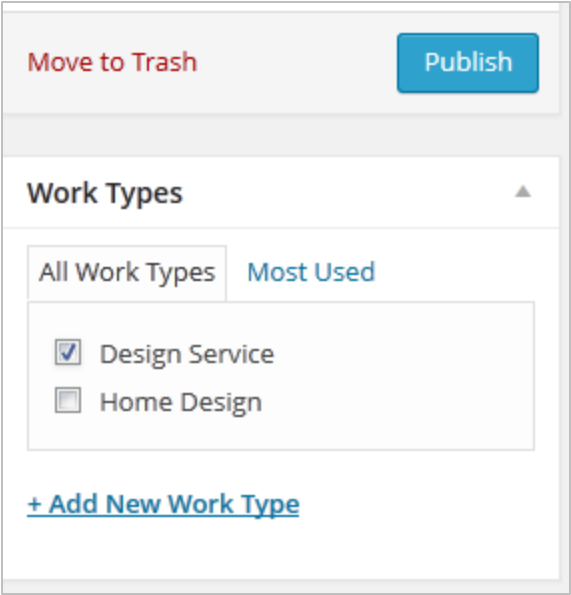 Move to Trash Publish
Work Types
All Work Types Most Used
Design Service
Home Design
+ Add New Work Type